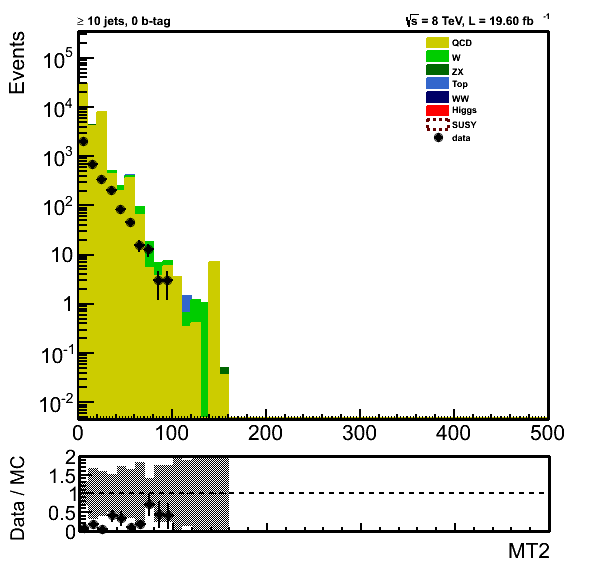 ≥ 10 jets, 0 b-tag
√s = 8 TeV, L = 19.60 fb⁻¹
Events
10⁵
10⁴
10³
10²
10
1
10⁻¹
10⁻²
QCD
W
ZX
Top
WW
Higgs
SUSY
data
0 100 200 300 400 500
Data / MC
2
1.5
1
0.5
0
MT2